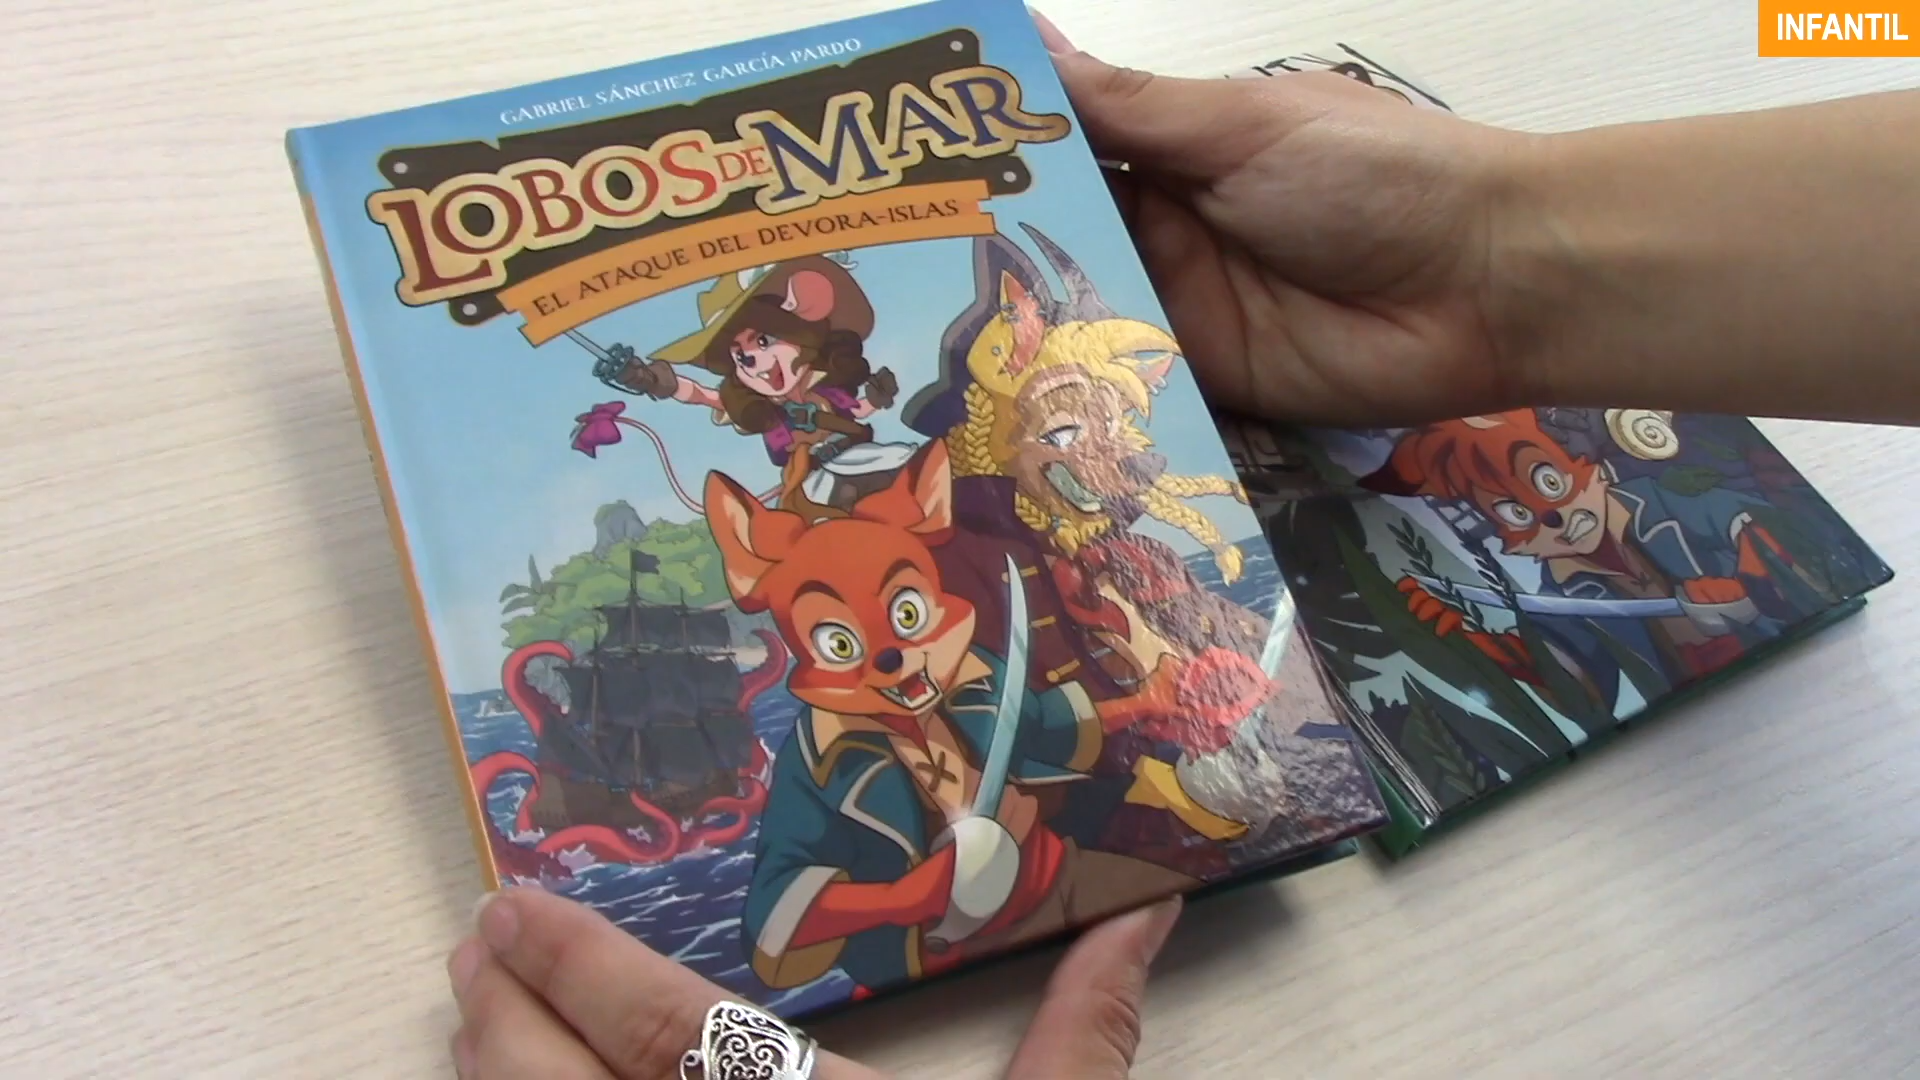 INFANTIL
GABRIEL SÁNCHEZ GARCÍA-PARDO
LOBOS DE MAR
EL ATAQUE DEL DEVORA-ISLAS